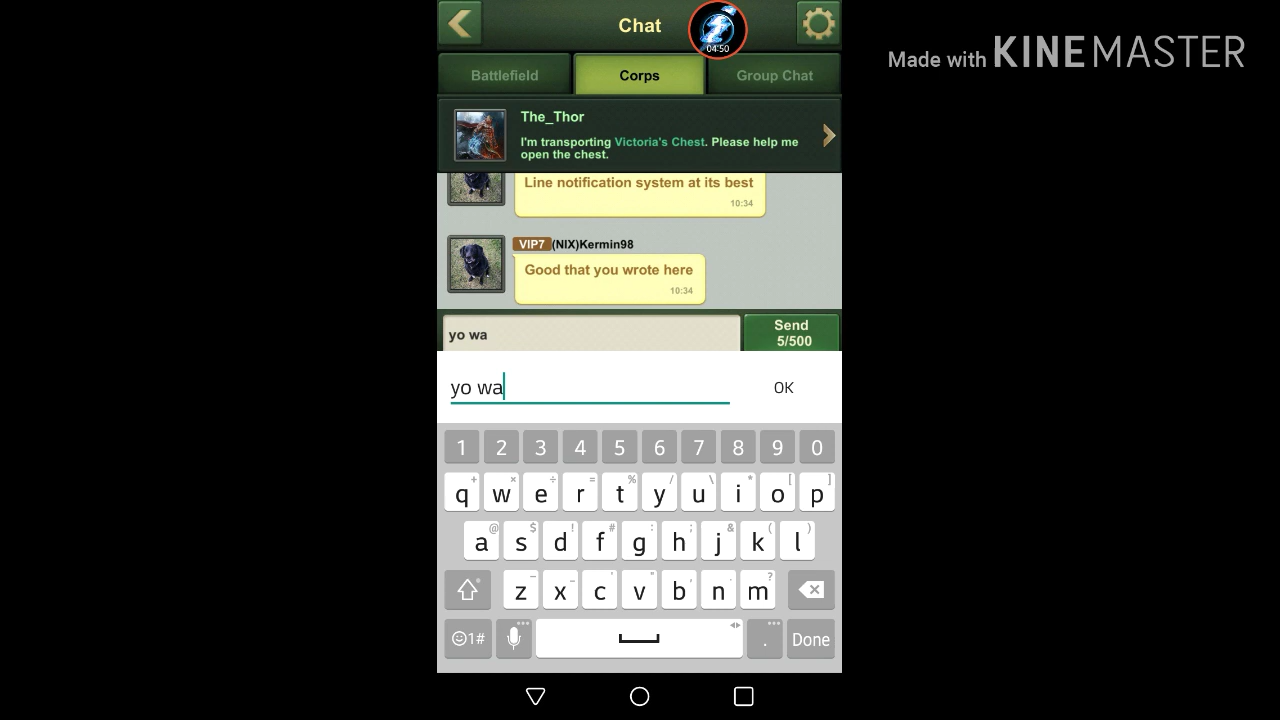 Chat
04:50
Made with KINEMASTER
Battlefield
Corps
Group Chat
The_Thor
I'm transporting Victoria's Chest. Please help me
open the chest.
Line notification system at its best
10:34
VIP7 (NIX)Kermin98
Good that you wrote here
10:34
yo wa
Send
5/500
yo wa
OK
1 2 3 4 5 6 7 8 9 0
q w e r t y u i o p
a s d f g h j k l
z x c v b n m
☺1# . Done